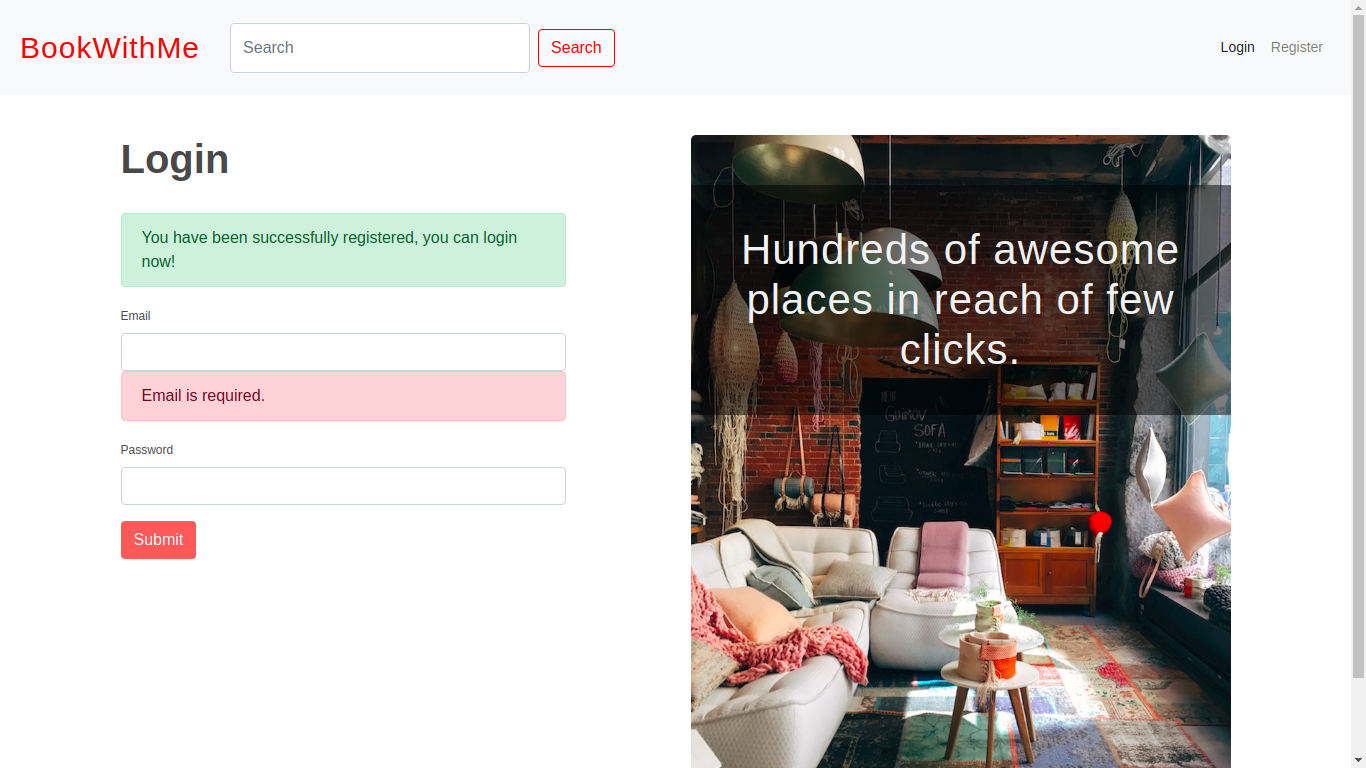 BookWithMe
Search
Search
Login
Register
Login
You have been successfully registered, you can login
now!
Email
Email is required.
Password
Submit
Hundreds of awesome
places in reach of few
clicks.
NEW
GUIMOV
SOFA